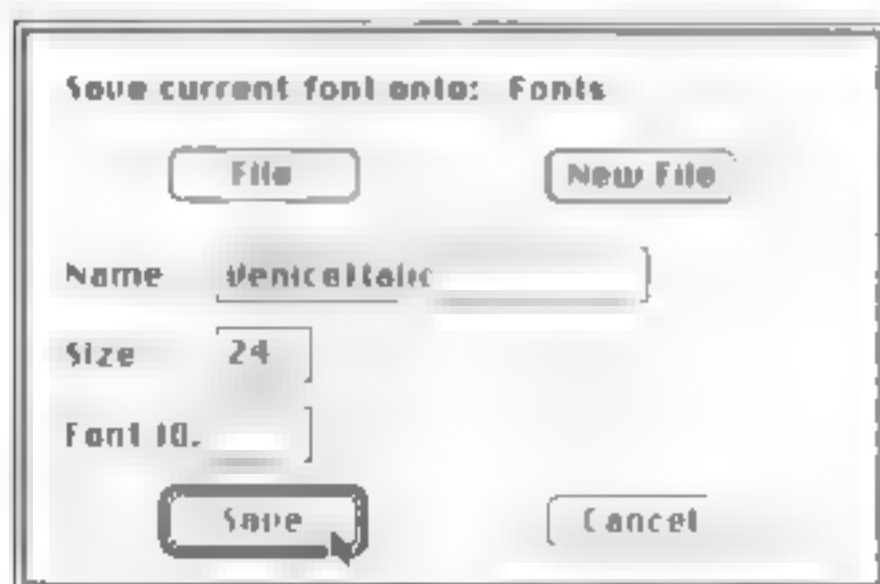 Save current font onto: Fonts
File New File
Name VeniceItalic
Size 24
Font ID.
Save Cancel